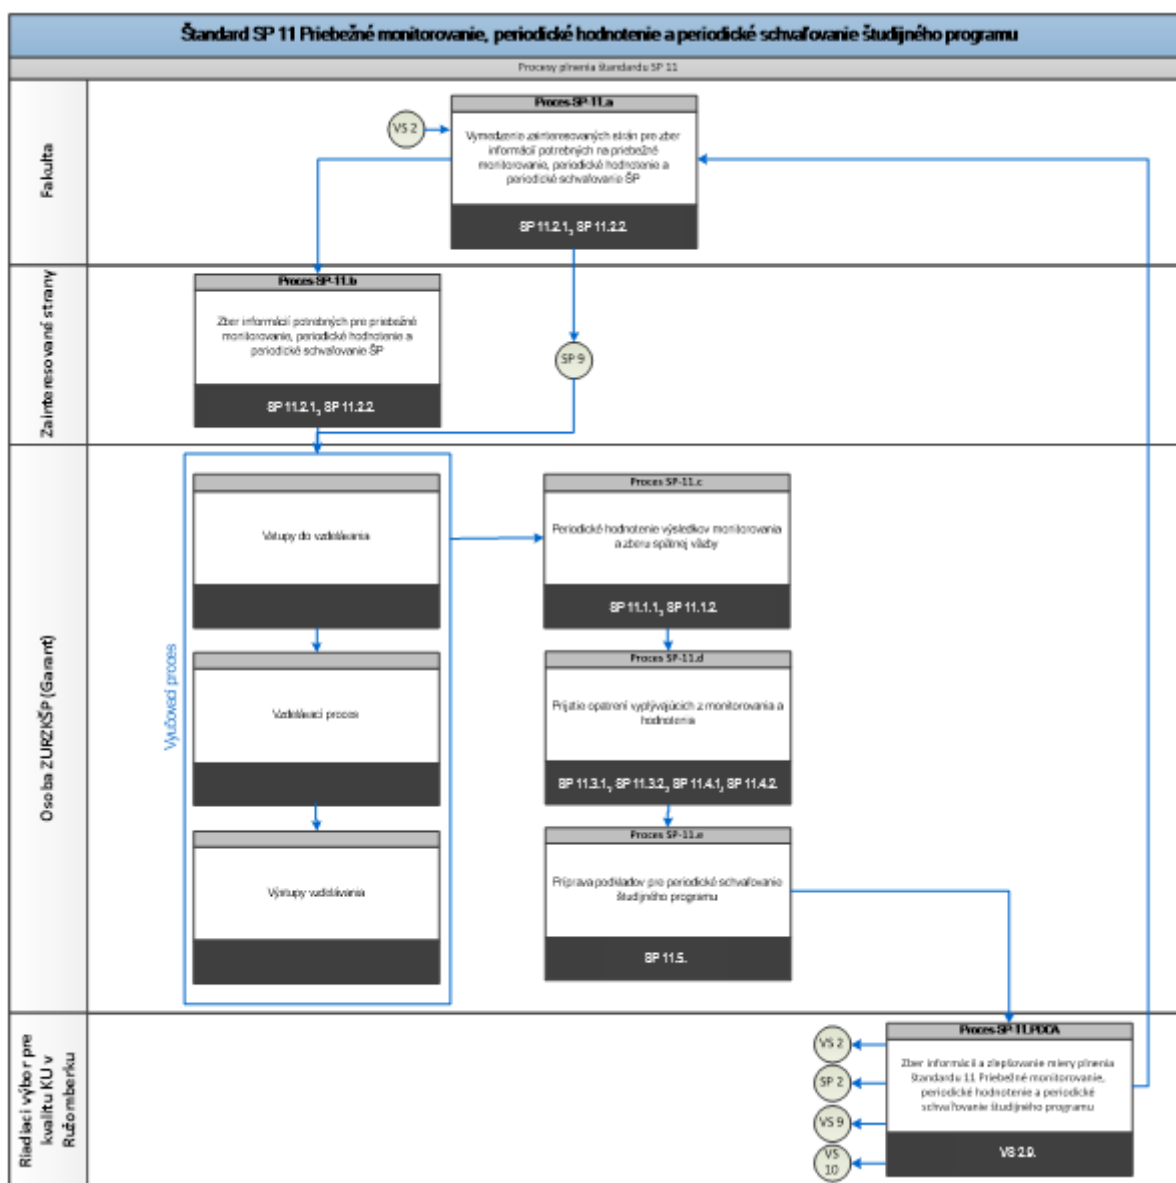 Štandard SP 11 Priebežné monitorovanie, periodické hodnotenie a periodické schvaľovanie študijného programu
Procesy plnenia štandardu SP 11
Fakulta
VS 2
Proces SP-11.a
Vymedzenie zainteresovaných strán pre zber
informácií potrebných na priebežné
monitorovanie, periodické hodnotenie a
periodické schvaľovanie ŠP
SP 11.2.1, SP 11.2.2.
Zainteresované strany
Proces SP-11.b
Zber informácií potrebných pre priebežné
monitorovanie, periodické hodnotenie a
periodické schvaľovanie ŠP
SP 11.2.1, SP 11.2.2.
SP 9
Osoba ZURZKŠP (Garant)
Vyučovací proces
Vstupy do vzdelávania
Vzdelávací proces
Výstupy vzdelávania
Proces SP-11.c
Periodické hodnotenie výsledkov monitorovania
a zberu spätnej väzby
SP 11.1.1, SP 11.1.2.
Proces SP-11.d
Prijatie opatrení vyplývajúcich z monitorovania a
hodnotenia
SP 11.3.1, SP 11.3.2, SP 11.4.1, SP 11.4.2.
Proces SP-11.e
Príprava podkladov pre periodické schvaľovanie
študijného programu
SP 11.5.
Riadiaci výbor pre
kvalitu KU v
Ružomberku
VS 2
SP 2
VS 9
VS
10
Proces SP-11.PDCA
Zber informácií a zlepšovanie miery plnenia
štandardu 11 Priebežné monitorovanie,
periodické hodnotenie a periodické
schvaľovanie študijného programu
VS 2.9.